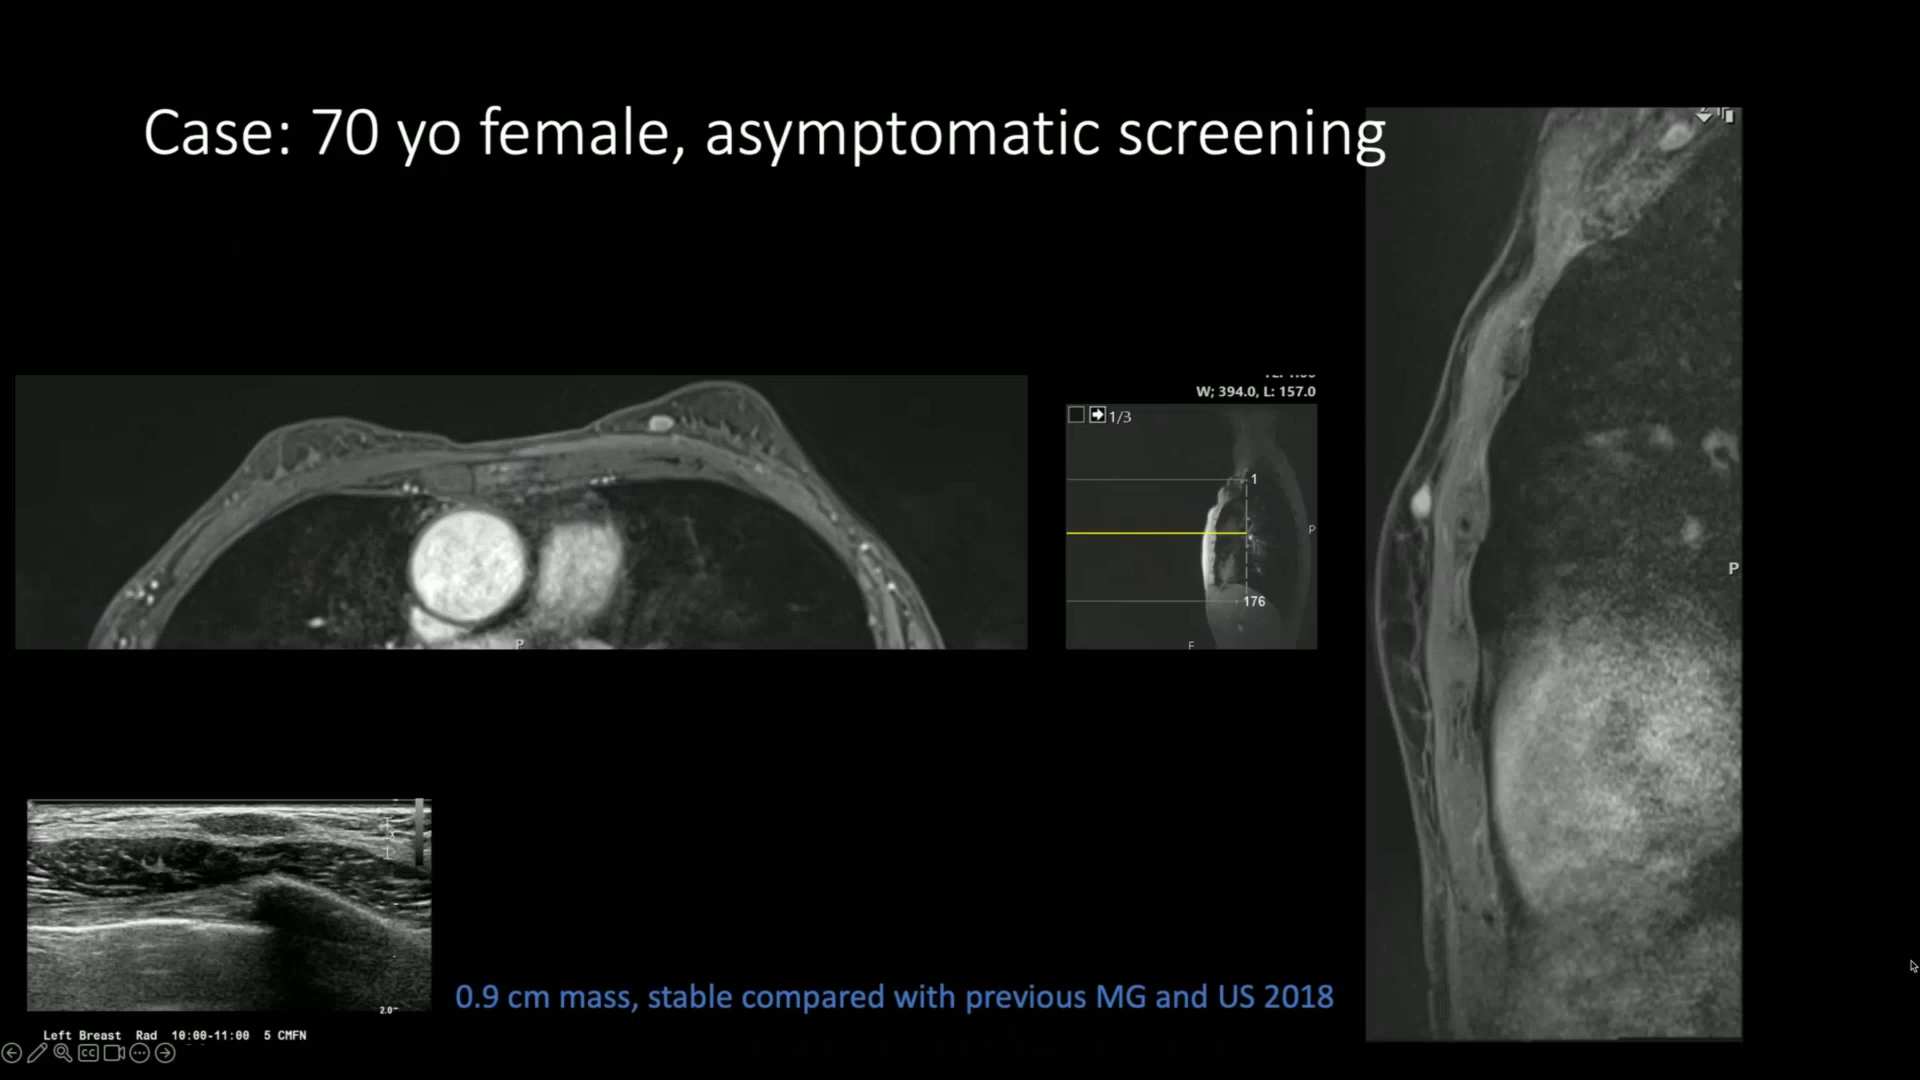 Case: 70 yo female, asymptomatic screening
W; 394.0, L: 157.0
1/3
1
P
P
176
P
F
2.0
0.9 cm mass, stable compared with previous MG and US 2018
Left Breast Rad 10:00-11:00 5 CMFN
CC